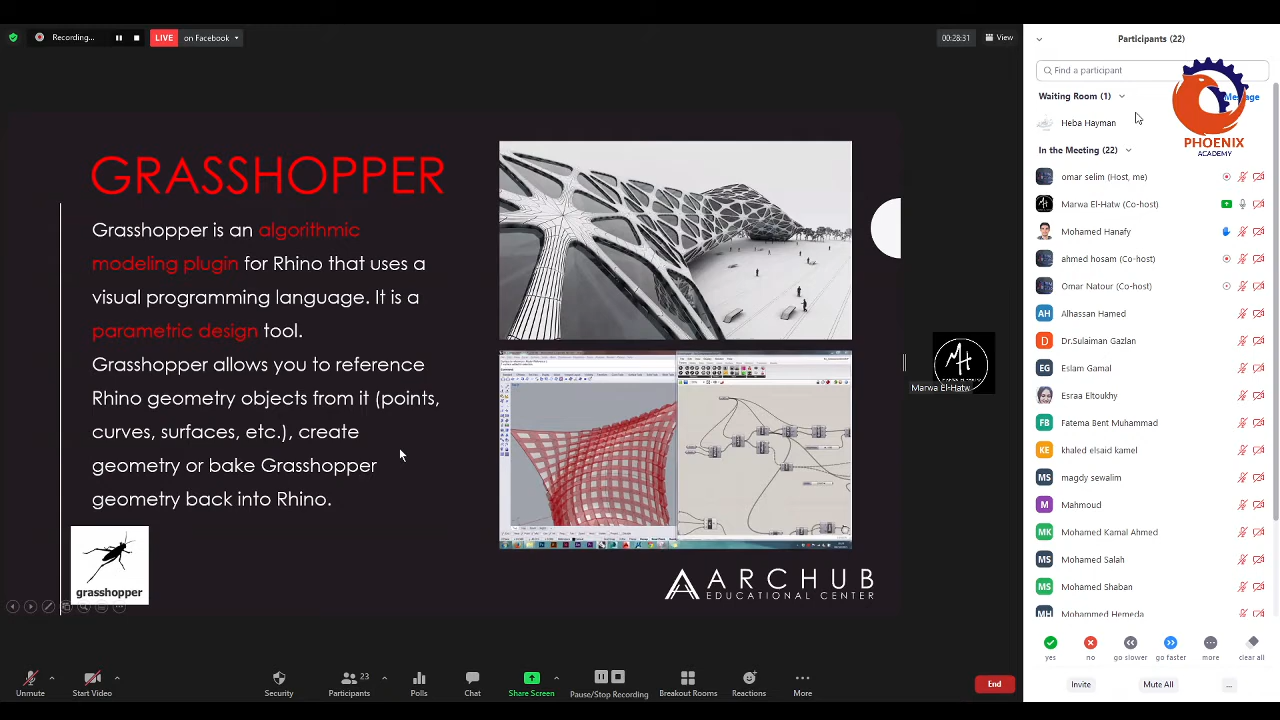 Recording...
LIVE
on Facebook
00:28:31
View
GRASSHOPPER
Grasshopper is an algorithmic
modeling plugin for Rhino that uses a
visual programming language. It is a
parametric design tool.
Grasshopper allows you to reference
Rhino geometry objects from it (points,
curves, surfaces, etc.), create
geometry or bake Grasshopper
geometry back into Rhino.
grasshopper
ARCHUB
EDUCATIONAL CENTER
Marwa El-Hatw
Participants (22)
Find a participant
Waiting Room (1)
Message
Heba Hayman
PHOENIX
ACADEMY
In the Meeting (22)
omar selim (Host, me)
Marwa El-Hatw (Co-host)
Mohamed Hanafy
ahmed hosam (Co-host)
Omar Natour (Co-host)
AH Alhassan Hamed
D Dr.Sulaiman Gazlan
EG Eslam Gamal
Esraa Eltoukhy
FB Fatema Bent Muhammad
KE khaled elsaid kamel
MS magdy sewalim
M Mahmoud
MK Mohamed Kamal Ahmed
MS Mohamed Salah
MS Mohamed Shaban
MH Mohammed Hemeda
yes no go slower go faster more clear all
Invite Mute All ...
Unmute Start Video Security Participants 23 Polls Chat Share Screen Pause/Stop Recording Breakout Rooms Reactions More End